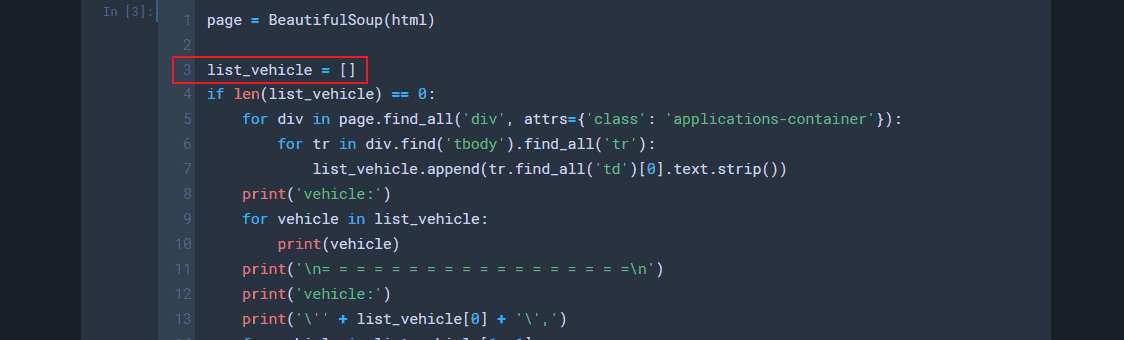 In [3]:
1 page = BeautifulSoup(html)
2
3 list_vehicle = []
4 if len(list_vehicle) == 0:
5     for div in page.find_all('div', attrs={'class': 'applications-container'}):
6         for tr in div.find('tbody').find_all('tr'):
7             list_vehicle.append(tr.find_all('td')[0].text.strip())
8     print('vehicle:')
9     for vehicle in list_vehicle:
10         print(vehicle)
11     print('\n= = = = = = = = = = = = = = = = = =\n')
12     print('vehicle:')
13     print('\'' + list_vehicle[0] + '\',')